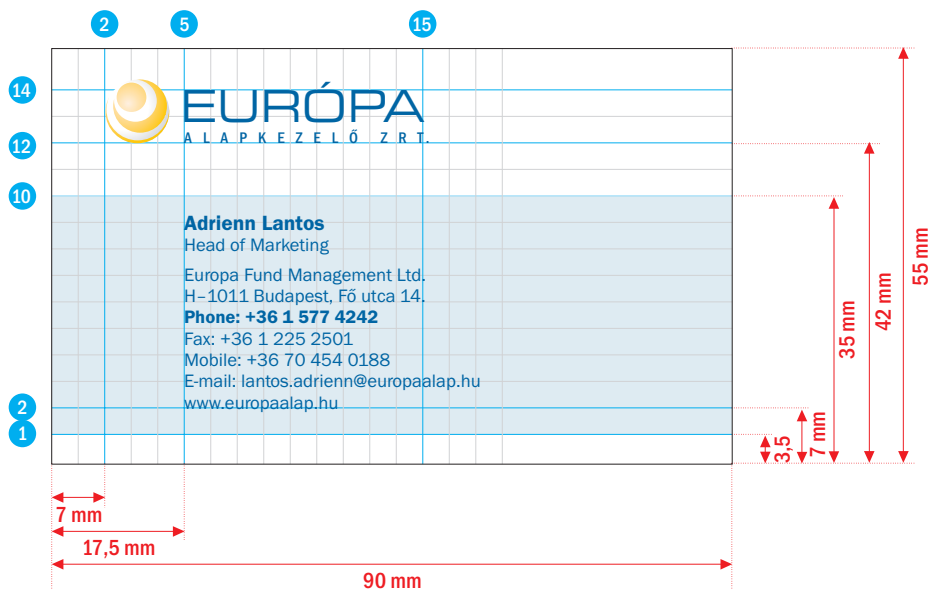 2 5 15
14
EURÓPA
ALAPKEZELŐ ZRT.
12
10
Adrienn Lantos
Head of Marketing
Europa Fund Management Ltd.
H–1011 Budapest, Fő utca 14.
Phone: +36 1 577 4242
Fax: +36 1 225 2501
Mobile: +36 70 454 0188
E-mail: lantos.adrienn@europaalap.hu
www.europaalap.hu
2
1
3,5
7 mm
35 mm
42 mm
55 mm
7 mm
17,5 mm
90 mm